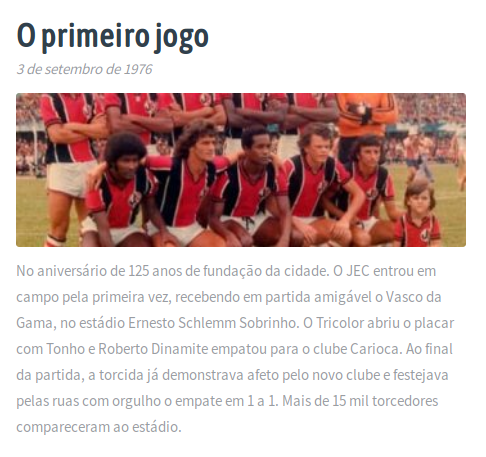 O primeiro jogo
3 de setembro de 1976
No aniversário de 125 anos de fundação da cidade. O JEC entrou em
campo pela primeira vez, recebendo em partida amigável o Vasco da
Gama, no estádio Ernesto Schlemm Sobrinho. O Tricolor abriu o placar
com Tonho e Roberto Dinamite empatou para o clube Carioca. Ao final
da partida, a torcida já demonstrava afeto pelo novo clube e festejava
pelas ruas com orgulho o empate em 1 a 1. Mais de 15 mil torcedores
compareceram ao estádio.